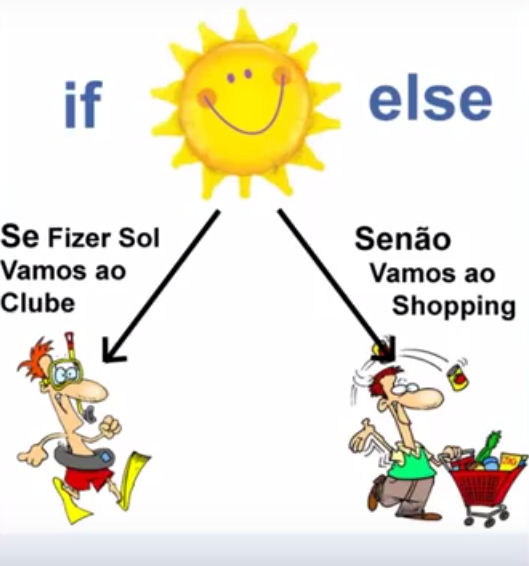 if
else
Se Fizer Sol
Vamos ao
Clube
Senão
Vamos ao
Shopping